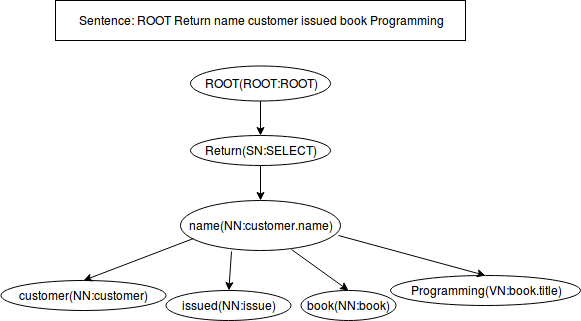 Sentence: ROOT Return name customer issued book Programming
ROOT(ROOT:ROOT)
Return(SN:SELECT)
name(NN:customer.name)
customer(NN:customer)
issued(NN:issue)
book(NN:book)
Programming(VN:book.title)